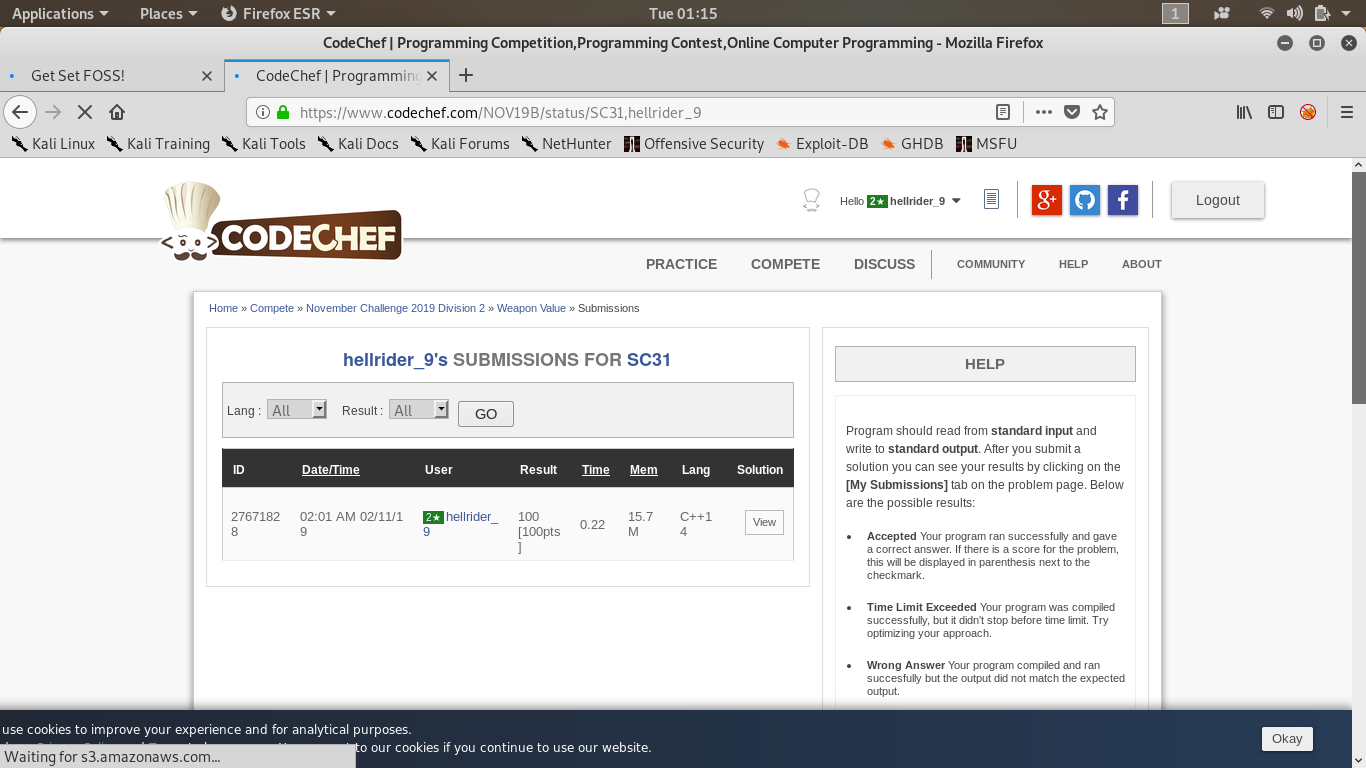 Applications Places Firefox ESR Tue 01:15 1
CodeChef | Programming Competition,Programming Contest,Online Computer Programming - Mozilla Firefox
Get Set FOSS! CodeChef | Programming
https://www.codechef.com/NOV19B/status/SC31,hellrider_9
Kali Linux Kali Training Kali Tools Kali Docs Kali Forums NetHunter Offensive Security Exploit-DB GHDB MSFU
CODECHEF
Hello 2★ hellrider_9 g+ f Logout
PRACTICE COMPETE DISCUSS COMMUNITY HELP ABOUT
Home » Compete » November Challenge 2019 Division 2 » Weapon Value » Submissions
hellrider_9's SUBMISSIONS FOR SC31
Lang : All Result : All GO
ID Date/Time User Result Time Mem Lang Solution
2767182
8
02:01 AM 02/11/1
9
2★ hellrider_
9
100
[100pts
]
0.22
15.7
M
C++1
4
View
HELP
Program should read from standard input and
write to standard output. After you submit a
solution you can see your results by clicking on the
[My Submissions] tab on the problem page. Below
are the possible results:
Accepted Your program ran successfully and gave
a correct answer. If there is a score for the problem,
this will be displayed in parenthesis next to the
checkmark.
Time Limit Exceeded Your program was compiled
successfully, but it didn't stop before time limit. Try
optimizing your approach.
Wrong Answer Your program compiled and ran
succesfully but the output did not match the expected
output.
use cookies to improve your experience and for analytical purposes.
to our cookies if you continue to use our website.
Okay
Waiting for s3.amazonaws.com...